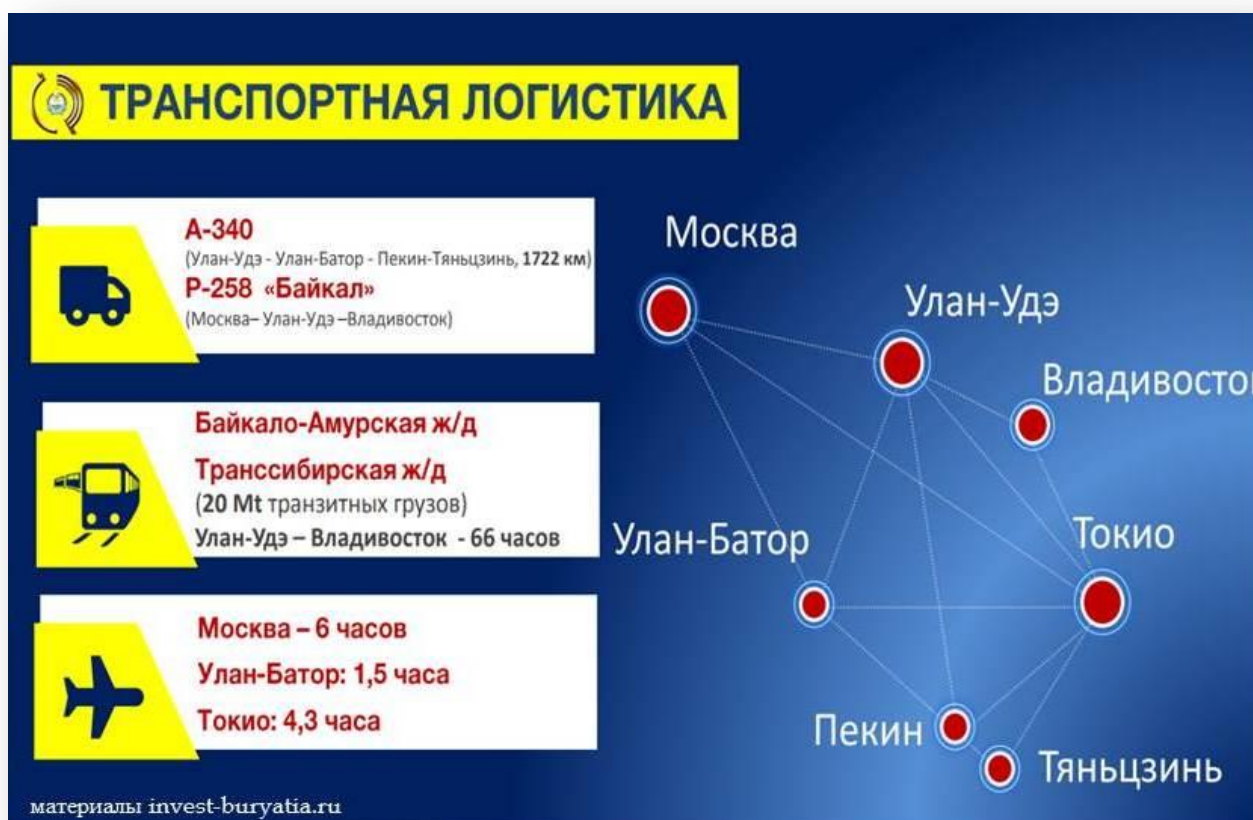 ТРАНСПОРТНАЯ ЛОГИСТИКА
А-340
(Улан-Удэ - Улан-Батор - Пекин-Тяньцзинь, 1722 км)
Р-258 «Байкал»
(Москва– Улан-Удэ –Владивосток)
Байкало-Амурская ж/д
Транссибирская ж/д
(20 Mt транзитных грузов)
Улан-Удэ – Владивосток - 66 часов
Москва – 6 часов
Улан-Батор: 1,5 часа
Токио: 4,3 часа
Москва
Улан-Удэ
Владивосток
Улан-Батор
Токио
Пекин
Тяньцзинь
материалы invest-buryatia.ru